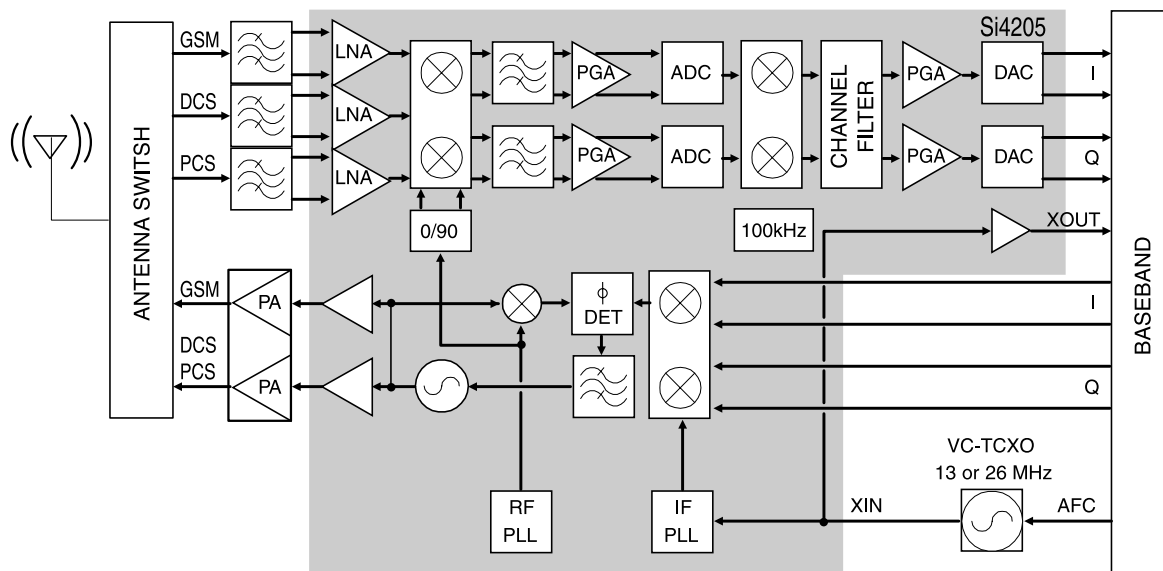 Si4205
GSM
LNA
PGA
ADC
PGA
DAC
I
DCS
LNA
CHANNEL
FILTER
PCS
LNA
PGA
ADC
PGA
DAC
Q
ANTENNA SWITSH
BASEBAND
0/90
100kHz
XOUT
GSM
PA
ϕ
DET
I
DCS
PCS
PA
Q
VC-TCXO
13 or 26 MHz
RF
PLL
IF
PLL
XIN
AFC